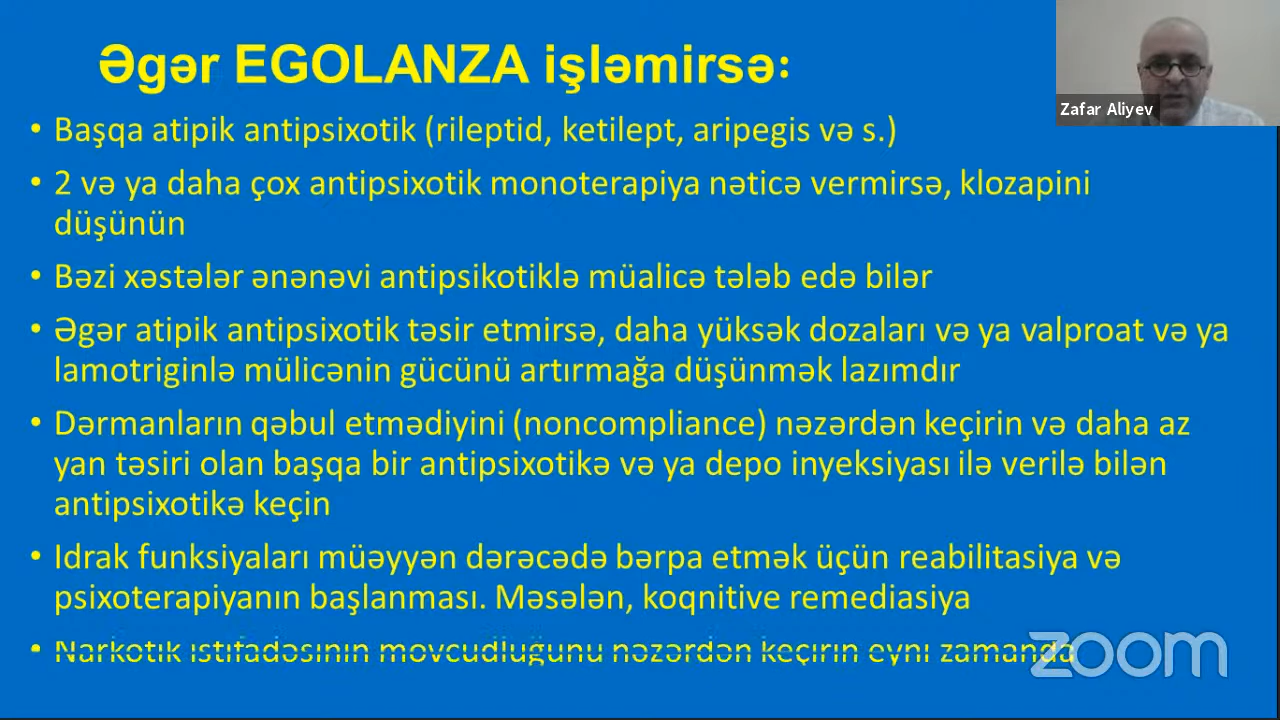 Əgər EGOLANZA işləmirsə:
Zafar Aliyev
• Başqa atipik antipsixotik (rileptid, ketilept, aripegis və s.)
• 2 və ya daha çox antipsixotik monoterapiya nəticə vermirsə, klozapini
düşünün
• Bəzi xəstələr ənənəvi antipsikotiklə müalicə tələb edə bilər
• Əgər atipik antipsixotik təsir etmirsə, daha yüksək dozaları və ya valproat və ya
lamotriginlə mülicənin gücünü artırmağa düşünmək lazımdır
• Dərmanların qəbul etmədiyini (noncompliance) nəzərdən keçirin və daha az
yan təsiri olan başqa bir antipsixotikə və ya depo inyeksiyası ilə verilə bilən
antipsixotikə keçin
• Idrak funksiyaları müəyyən dərəcədə bərpa etmək üçün reabilitasiya və
psixoterapiyanın başlanması. Məsələn, koqnitive remediasiya
• Narkotik istifadəsinin mövcudluğunu nəzərdən keçirin eyni zamanda
zoom